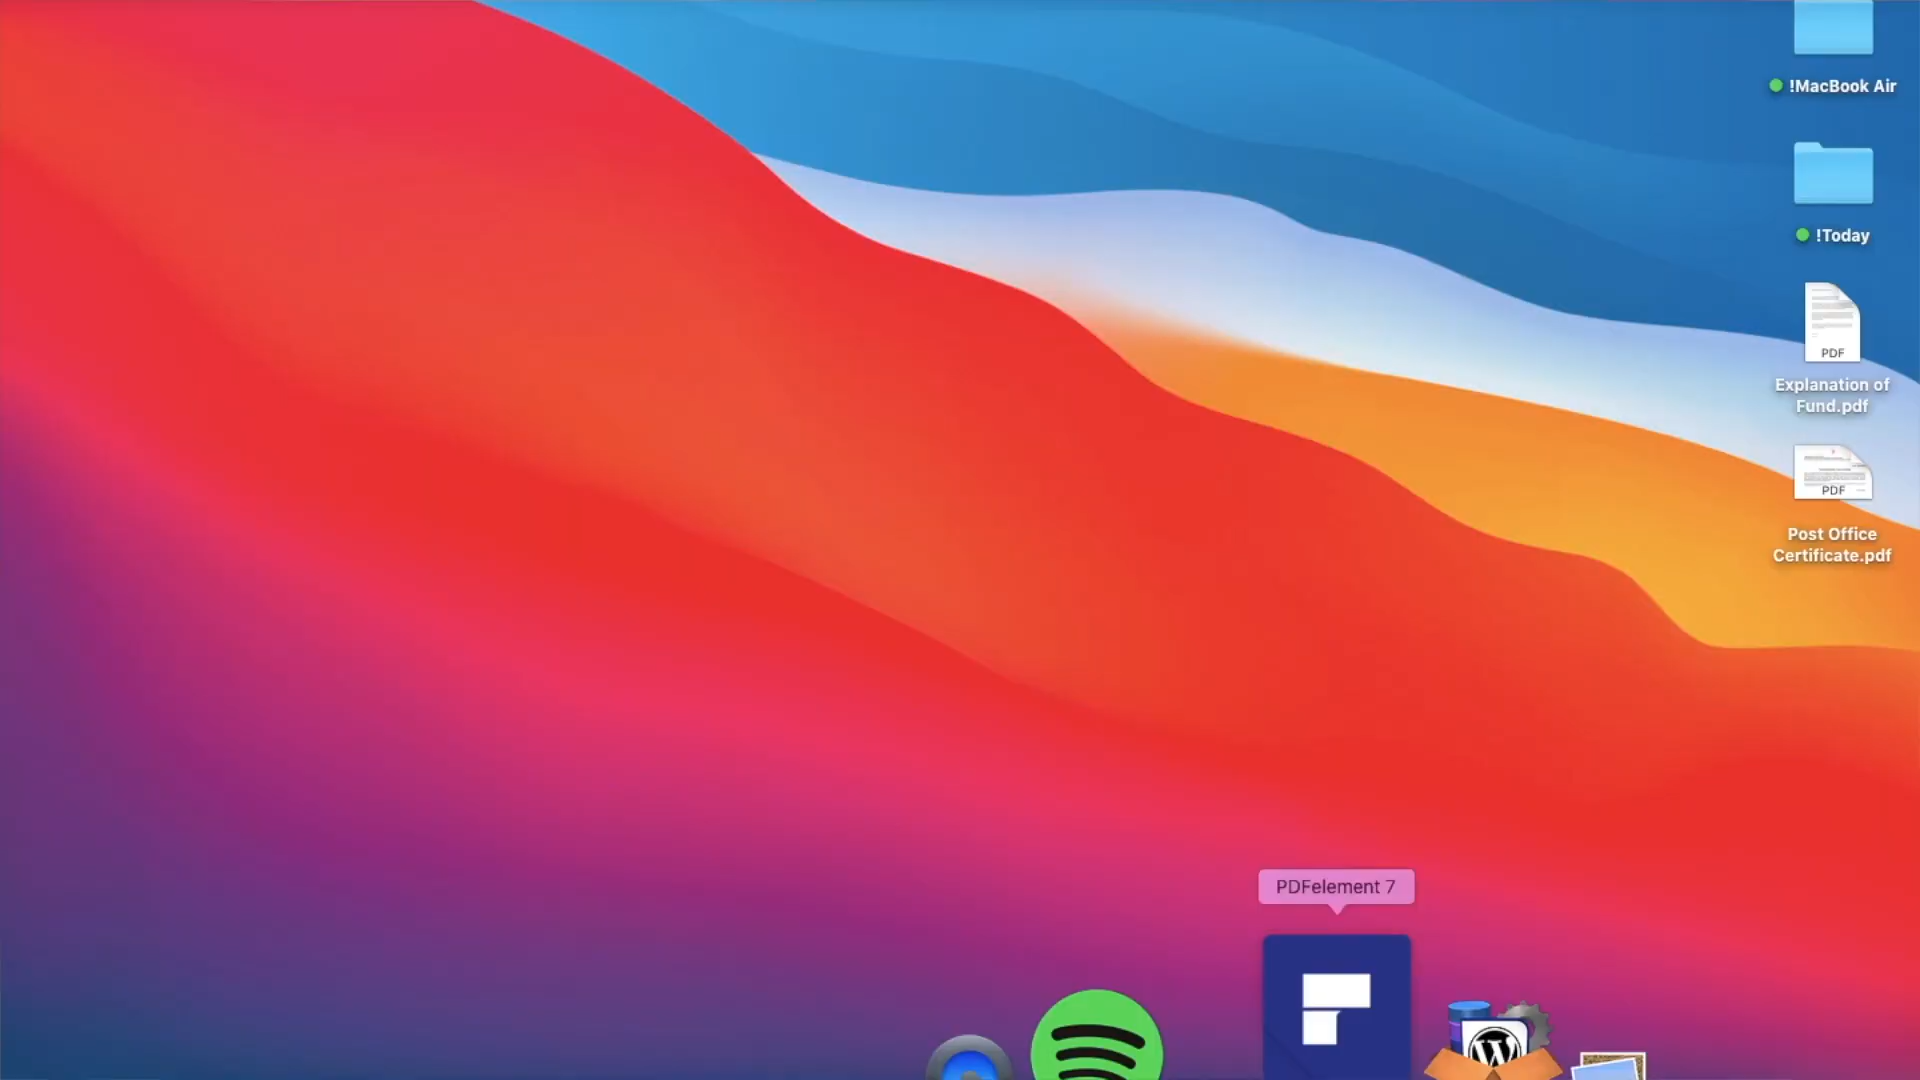 !MacBook Air
!Today
PDF
Explanation of
Fund.pdf
PDF
Post Office
Certificate.pdf
PDFelement 7
W